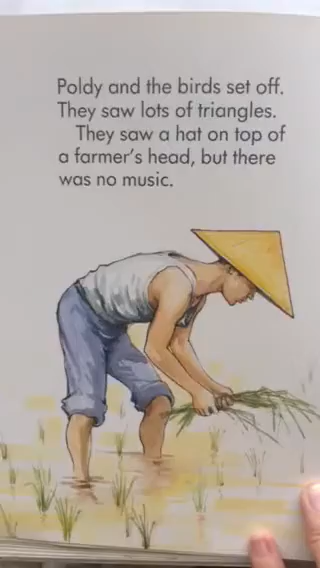 Poldy and the birds set off.
They saw lots of triangles.
They saw a hat on top of
a farmer's head, but there
was no music.